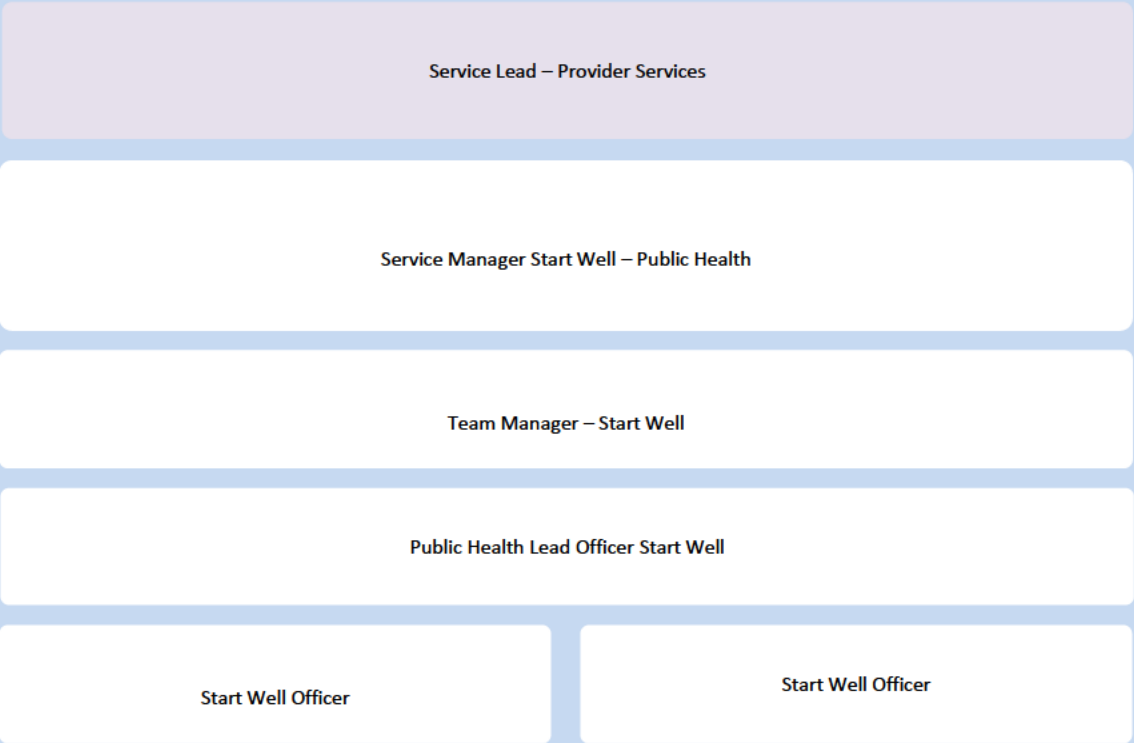 Service Lead – Provider Services
Service Manager Start Well – Public Health
Team Manager – Start Well
Public Health Lead Officer Start Well
Start Well Officer
Start Well Officer